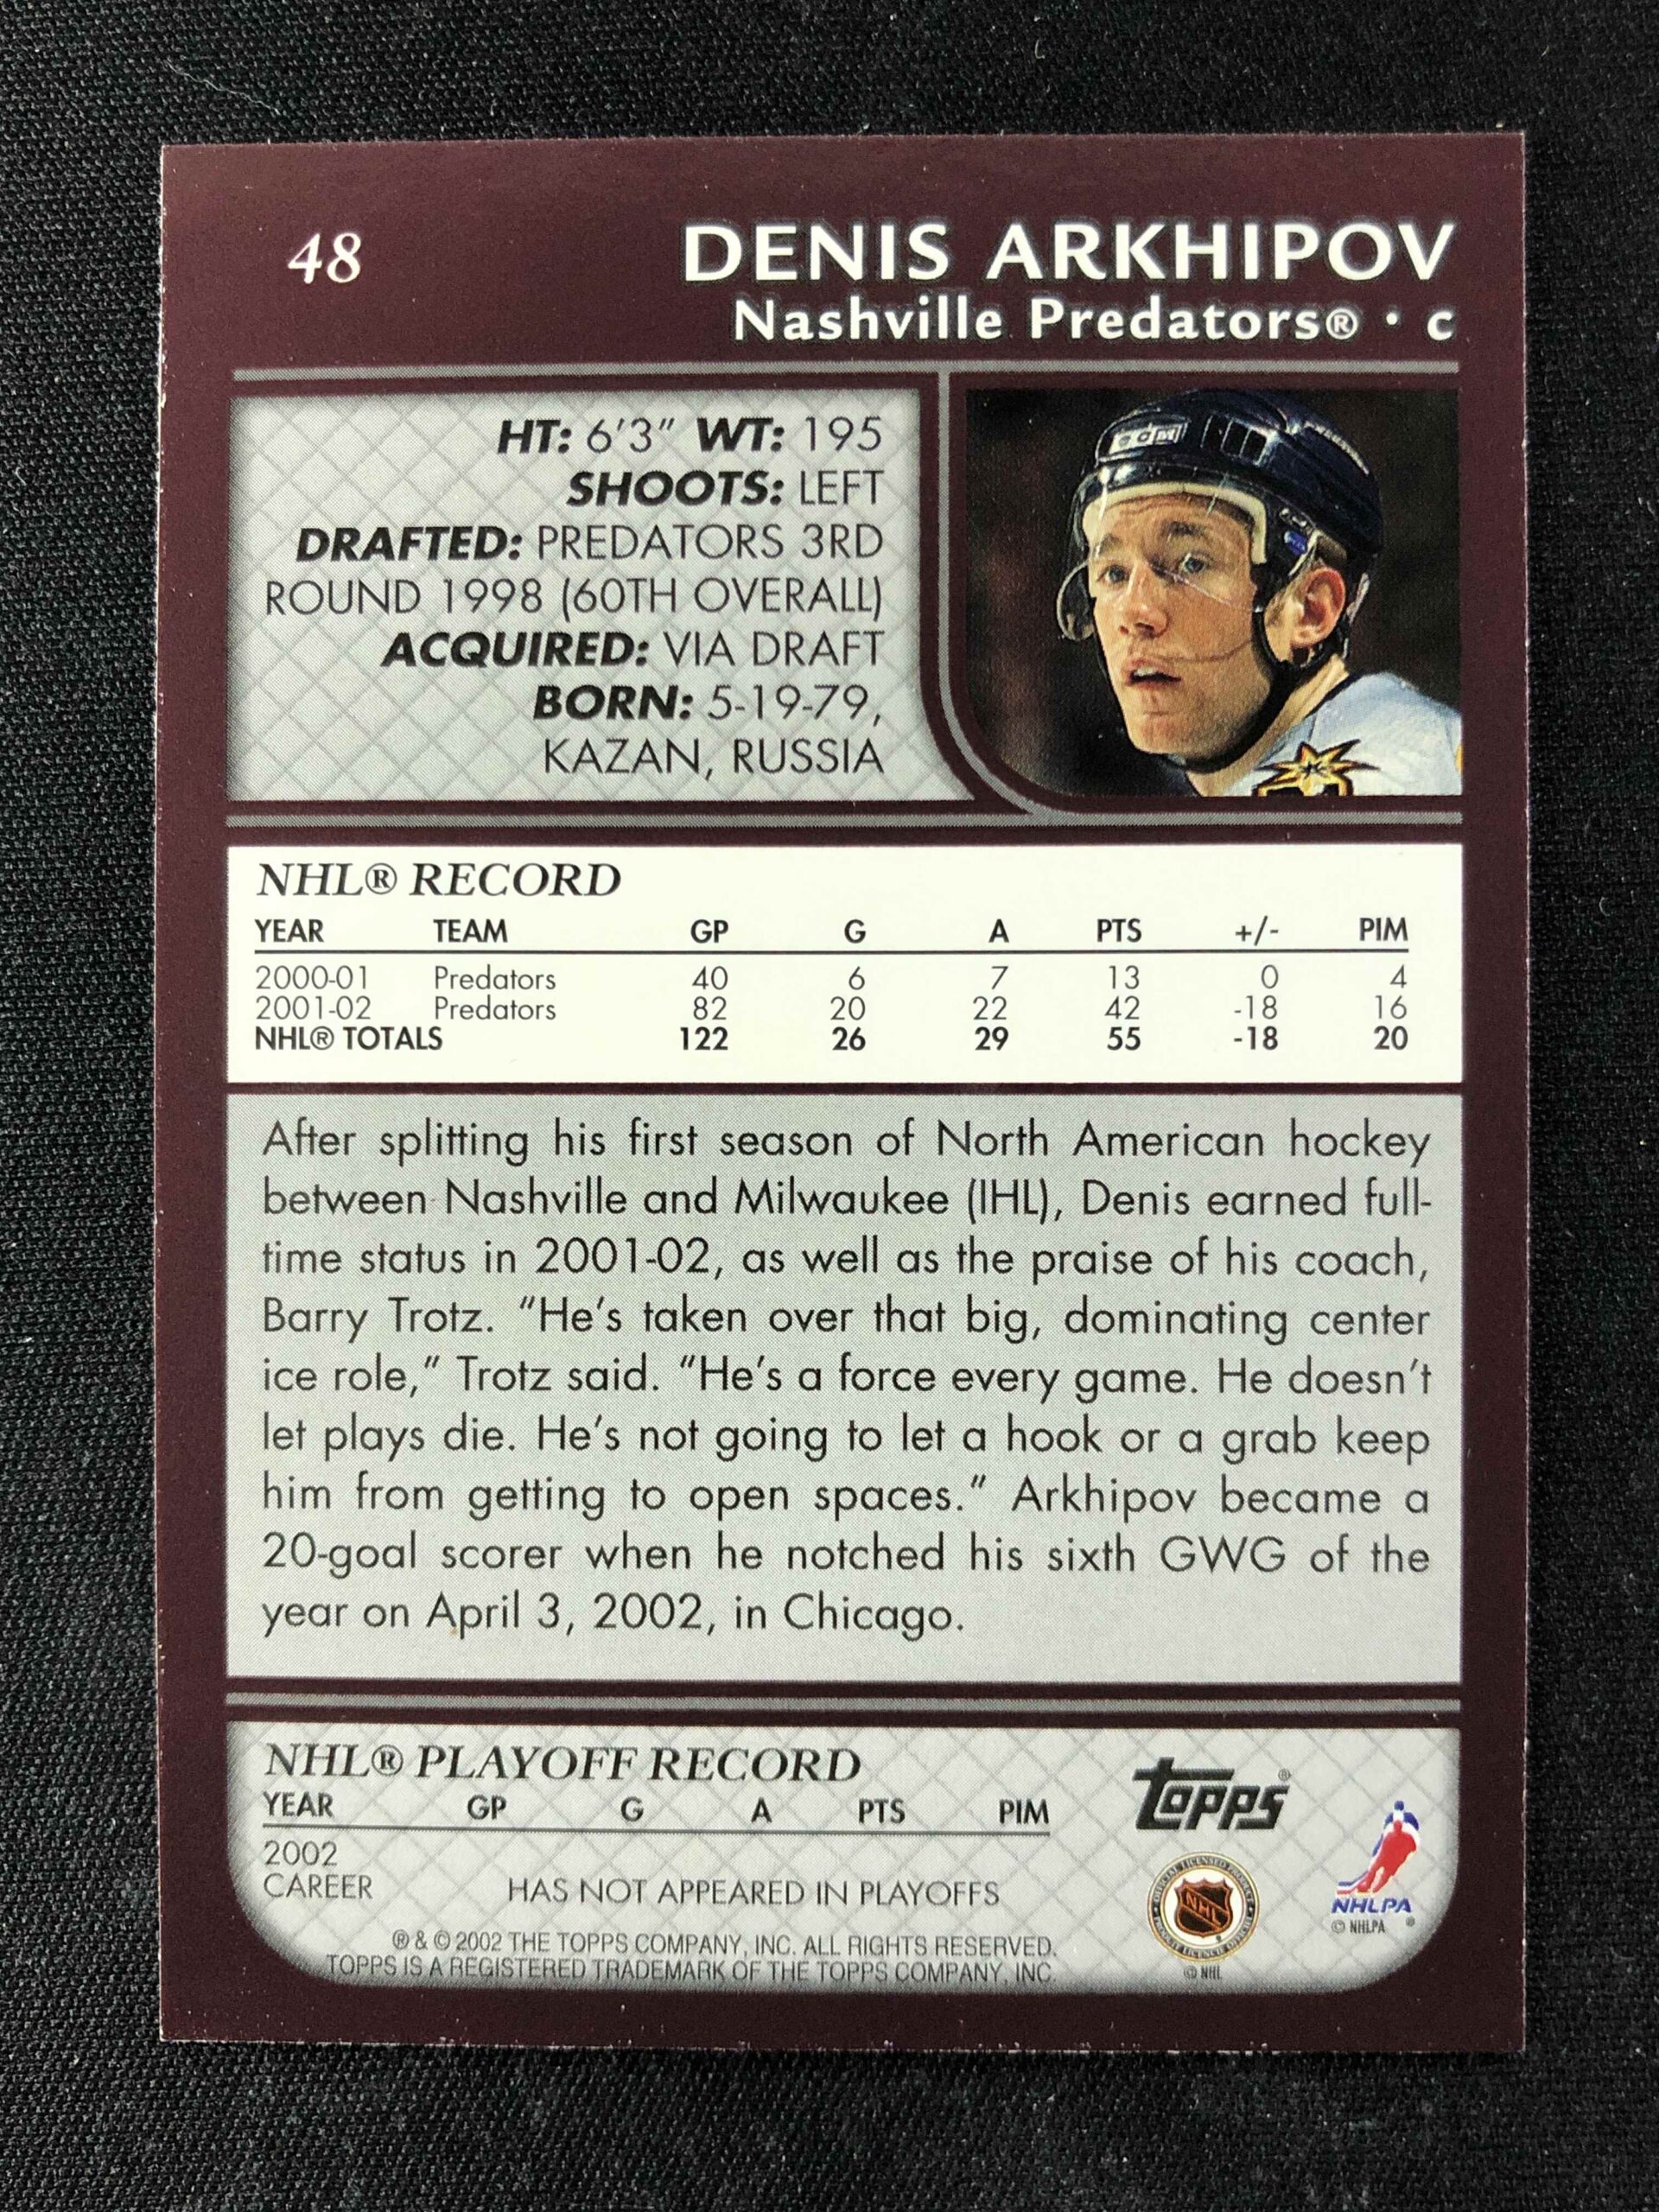 48
DENIS ARKHIPOV
Nashville Predators® · C
HT: 6'3" WT: 195
SHOOTS: LEFT
DRAFTED: PREDATORS 3RD
ROUND 1998 (60TH OVERALL)
ACQUIRED: VIA DRAFT
BORN: 5-19-79,
KAZAN, RUSSIA
CCM
NHL® RECORD
YEAR TEAM GP G A PTS +/- PIM
2000-01 Predators 40 6 7 13 0 4
2001-02 Predators 82 20 22 42 -18 16
NHL® TOTALS 122 26 29 55 -18 20
After splitting his first season of North American hockey
between Nashville and Milwaukee (IHL), Denis earned full-
time status in 2001-02, as well as the praise of his coach,
Barry Trotz. "He's taken over that big, dominating center
ice role," Trotz said. "He's a force every game. He doesn't
let plays die. He's not going to let a hook or a grab keep
him from getting to open spaces." Arkhipov became a
20-goal scorer when he notched his sixth GWG of the
year on April 3, 2002, in Chicago.
NHL® PLAYOFF RECORD
YEAR GP G A PTS PIM
2002
CAREER HAS NOT APPEARED IN PLAYOFFS
® & © 2002 THE TOPPS COMPANY, INC. ALL RIGHTS RESERVED.
TOPPS IS A REGISTERED TRADEMARK OF THE TOPPS COMPANY, INC.
Topps®
NHL
© NHL
NHLPA
© NHLPA ®